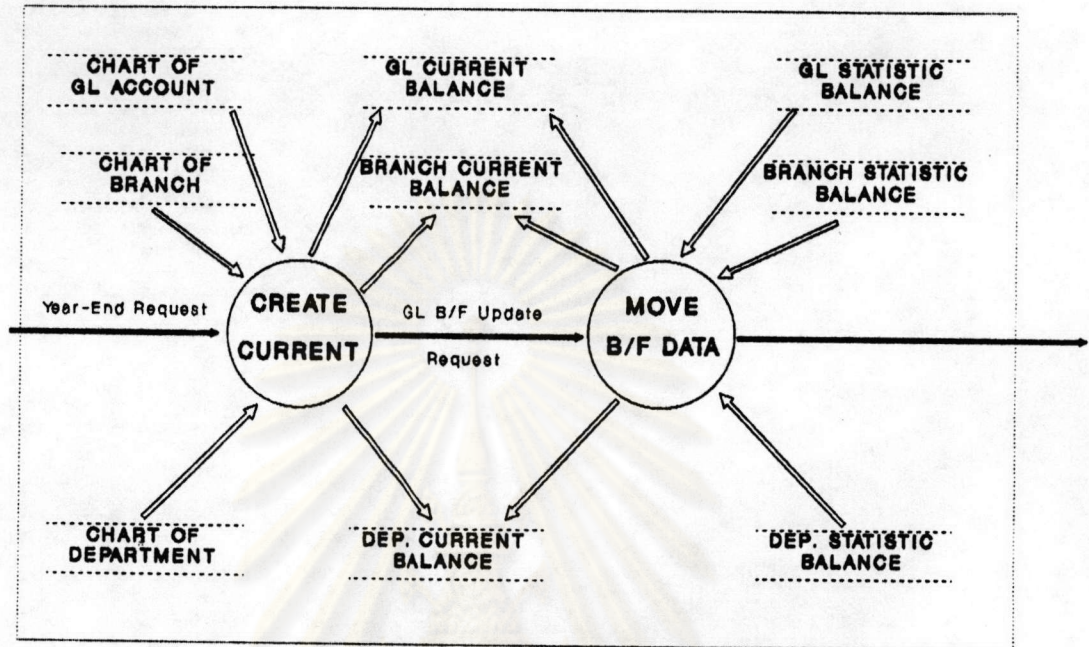 CHART OF
GL ACCOUNT
GL CURRENT
BALANCE
GL STATISTIC
BALANCE
CHART OF
BRANCH
BRANCH CURRENT
BALANCE
BRANCH STATISTIC
BALANCE
Year-End Request
CREATE
CURRENT
GL B/F Update
Request
MOVE
B/F DATA
CHART OF
DEPARTMENT
DEP. CURRENT
BALANCE
DEP. STATISTIC
BALANCE